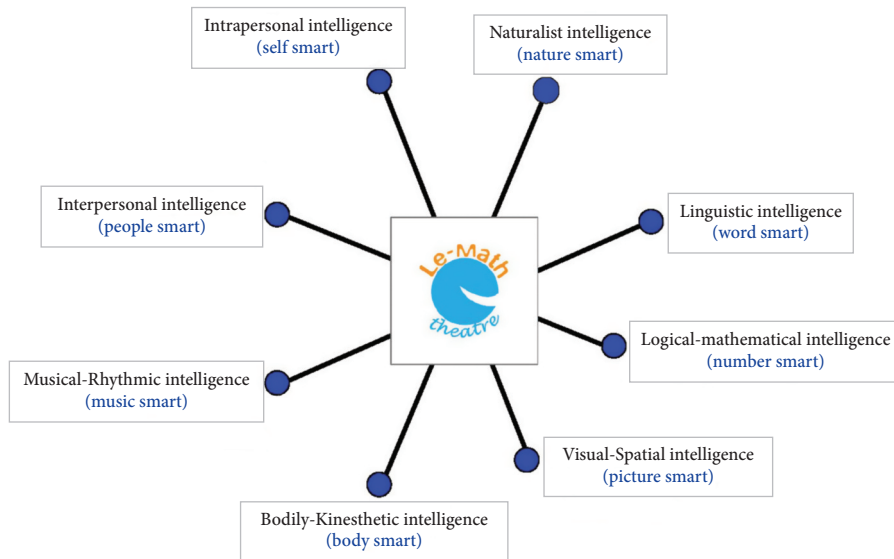 Intrapersonal intelligence
(self smart)
Naturalist intelligence
(nature smart)
Interpersonal intelligence
(people smart)
Linguistic intelligence
(word smart)
Le-Math
theatre
Logical-mathematical intelligence
(number smart)
Musical-Rhythmic intelligence
(music smart)
Visual-Spatial intelligence
(picture smart)
Bodily-Kinesthetic intelligence
(body smart)